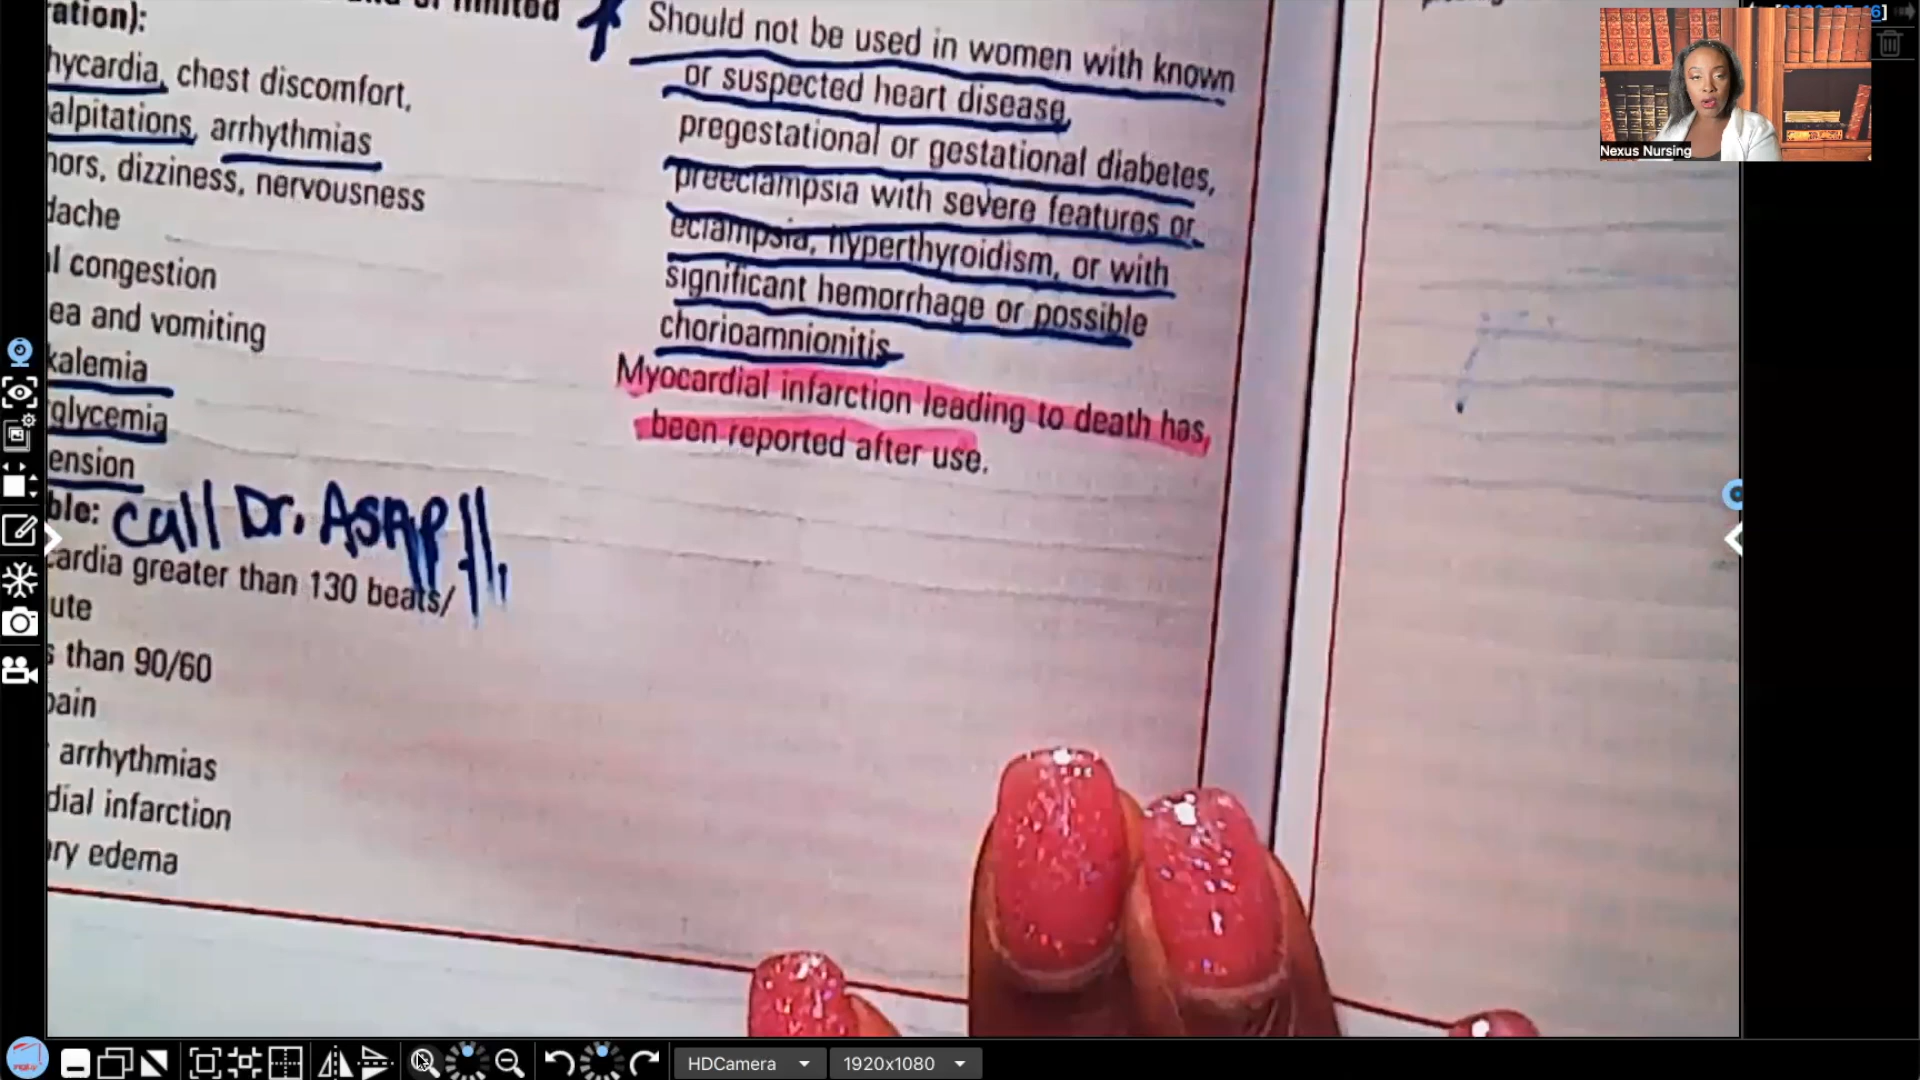 ation):
hycardia, chest discomfort,
alpitations, arrhythmias
nors, dizziness, nervousness
dache
l congestion
ea and vomiting
kalemia
glycemia
ension
ble: Call Dr. ASAP!!
cardia greater than 130 beats/
ute
s than 90/60
pain
arrhythmias
dial infarction
ry edema
limited
Should not be used in women with known
or suspected heart disease,
pregestational or gestational diabetes,
preeclampsia with severe features or
eclampsia, hyperthyroidism, or with
significant hemorrhage or possible
chorioamnionitis
Myocardial infarction leading to death has
been reported after use.
Nexus Nursing
HDCamera
1920x1080